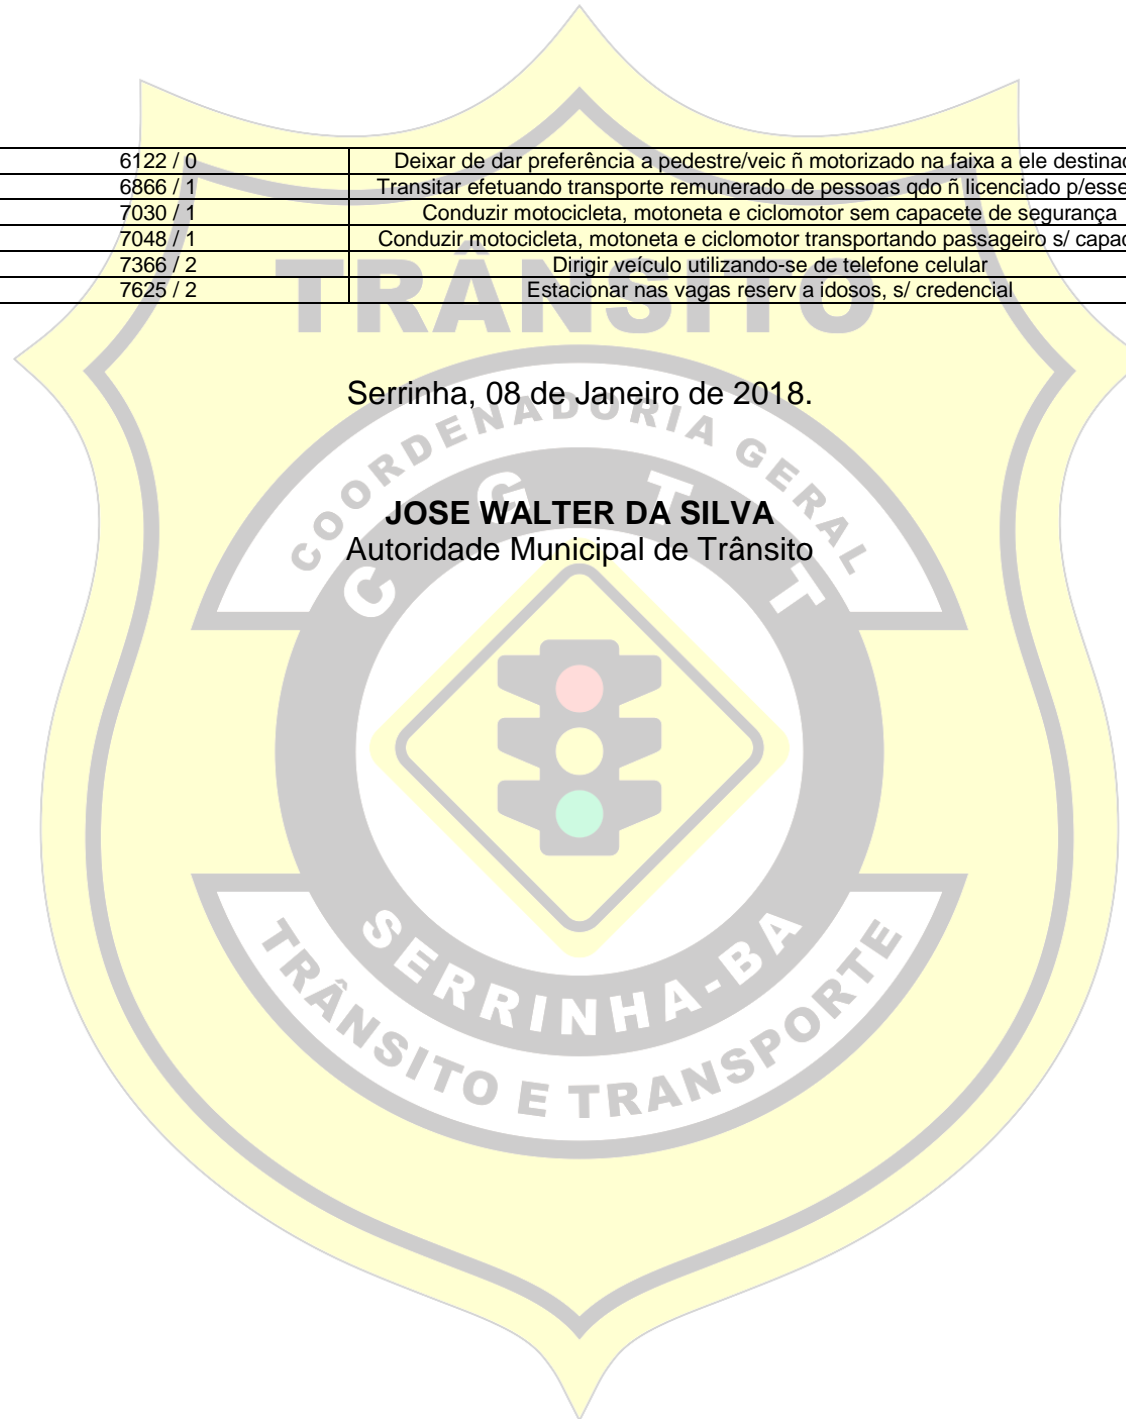 6122 / 0 Deixar de dar preferência a pedestre/veic ñ motorizado na faixa a ele
6866 / 1 Transitar efetuando transporte remunerado de pessoas qdo ñ licenciado p/esse
7030 / 1 Conduzir motocicleta, motoneta e ciclomotor sem capacete de segurança
7048 / 1 Conduzir motocicleta, motoneta e ciclomotor transportando passageiro s/
7366 / 2 Dirigir veículo utilizando-se de telefone celular
7625 / 2 Estacionar nas vagas reserv a idosos, s/ credencial
TRÂNSITO
Serrinha, 08 de Janeiro de 2018.
COORDENADORIA GERAL
C G T T
JOSE WALTER DA SILVA
Autoridade Municipal de Trânsito
SERRINHA-BA
TRÂNSITO E TRANSPORTE